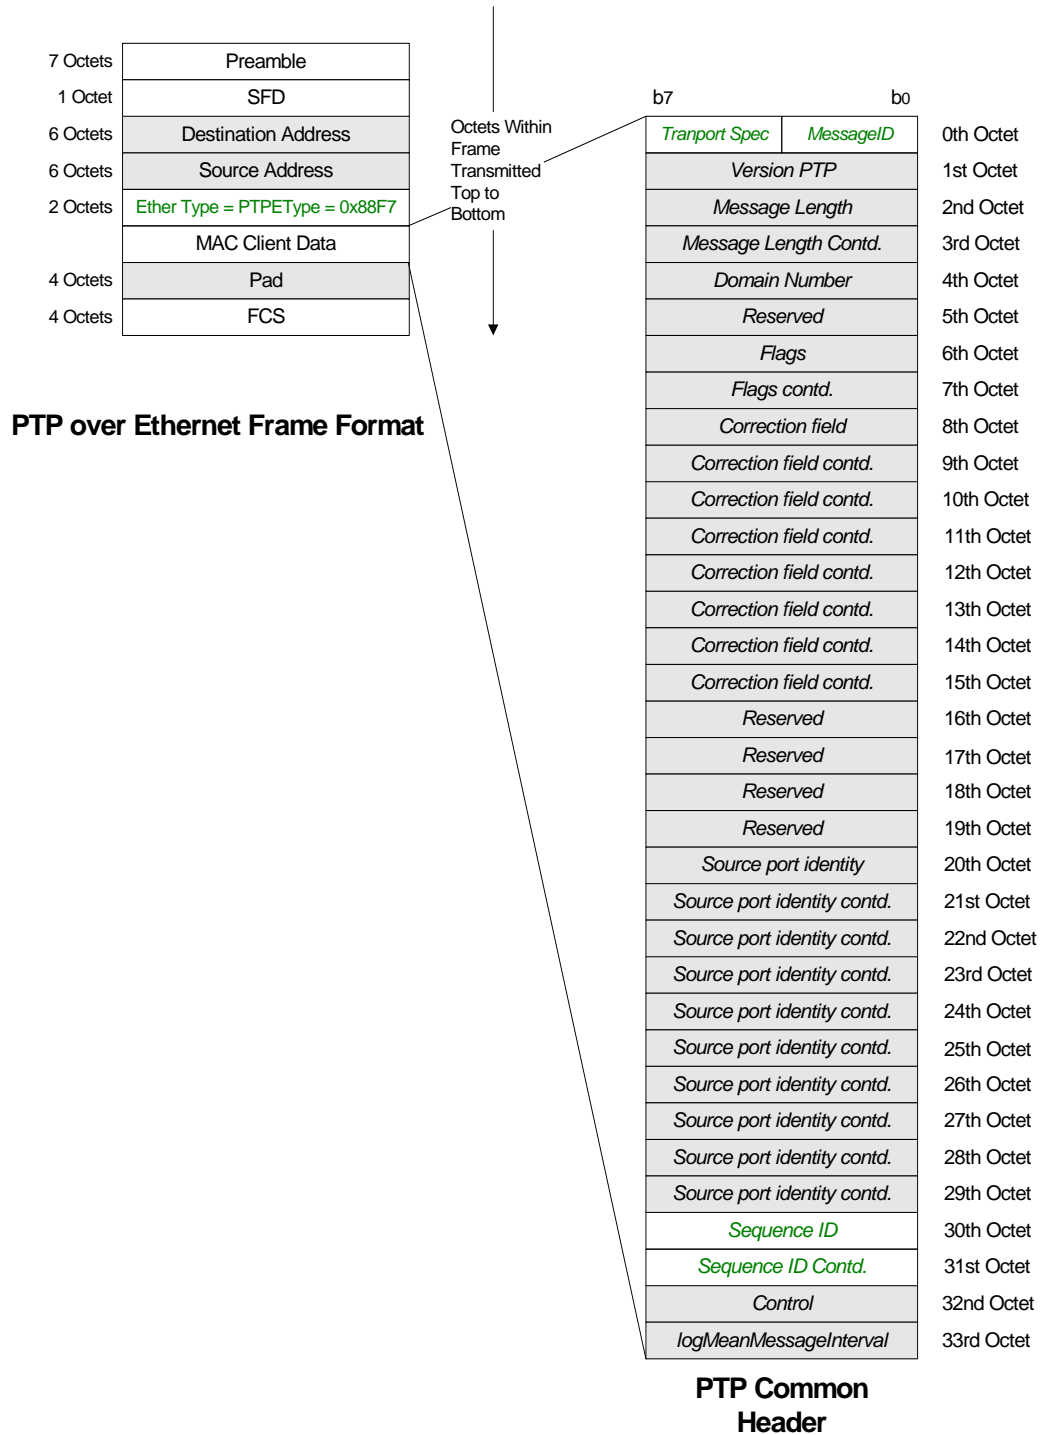 7 Octets Preamble
1 Octet SFD
6 Octets Destination Address
6 Octets Source Address
2 Octets Ether Type = PTPEType = 0x88F7
MAC Client Data
4 Octets Pad
4 Octets FCS
PTP over Ethernet Frame Format
Octets Within
Frame
Transmitted
Top to
Bottom
b7 b0
Tranport Spec MessageID 0th Octet
Version PTP 1st Octet
Message Length 2nd Octet
Message Length Contd. 3rd Octet
Domain Number 4th Octet
Reserved 5th Octet
Flags 6th Octet
Flags contd. 7th Octet
Correction field 8th Octet
Correction field contd. 9th Octet
Correction field contd. 10th Octet
Correction field contd. 11th Octet
Correction field contd. 12th Octet
Correction field contd. 13th Octet
Correction field contd. 14th Octet
Correction field contd. 15th Octet
Reserved 16th Octet
Reserved 17th Octet
Reserved 18th Octet
Reserved 19th Octet
Source port identity 20th Octet
Source port identity contd. 21st Octet
Source port identity contd. 22nd Octet
Source port identity contd. 23rd Octet
Source port identity contd. 24th Octet
Source port identity contd. 25th Octet
Source port identity contd. 26th Octet
Source port identity contd. 27th Octet
Source port identity contd. 28th Octet
Source port identity contd. 29th Octet
Sequence ID 30th Octet
Sequence ID Contd. 31st Octet
Control 32nd Octet
logMeanMessageInterval 33rd Octet
PTP Common
Header